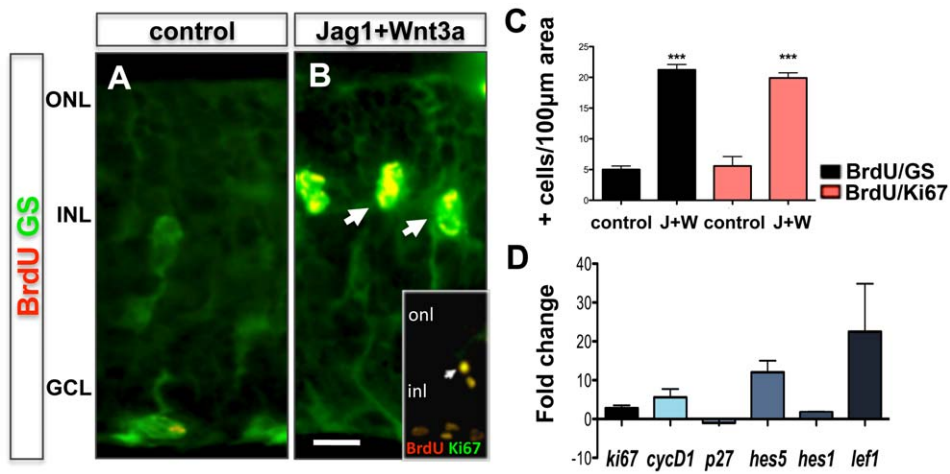 control
Jag1+Wnt3a
BrdU GS
A
ONL
INL
GCL
B
onl
inl
BrdU Ki67
C
+ cells/100µm area
25
20
15
10
5
0
***
***
control J+W control J+W
BrdU/GS
BrdU/Ki67
D
Fold change
40
30
20
10
0
-10
ki67 cycD1 p27 hes5 hes1 lef1